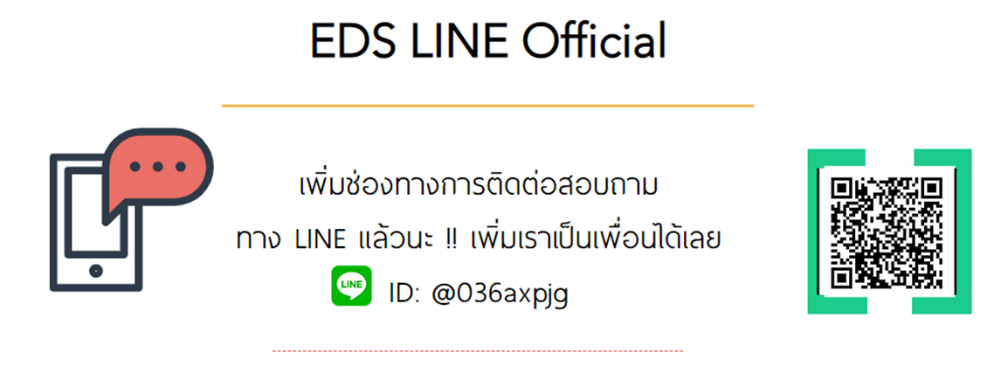 EDS LINE Official
เพิ่มช่องทางการติดต่อสอบถาม
ทาง LINE แล้วนะ !! เพิ่มเราเป็นเพื่อนได้เลย
LINE ID: @036axpjg